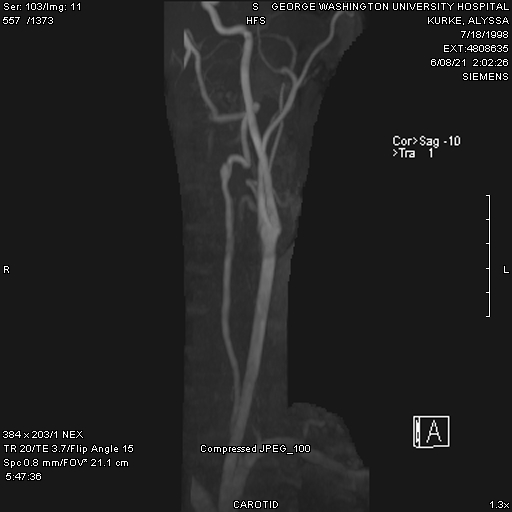 Ser: 103/Img: 11
557 /1373
S GEORGE WASHINGTON UNIVERSITY HOSPITAL
HFS
KURKE, ALYSSA
7/18/1998
EXT:4808635
6/08/21 2:02:26
SIEMENS
Cor>Sag -10
>Tra 1
R
L
384 x 203/1 NEX
TR 20/TE 3.7/Flip Angle 15
Spc 0.8 mm/FOV* 21.1 cm
5:47:36
Compressed JPEG_100
A
CAROTID
1.3x